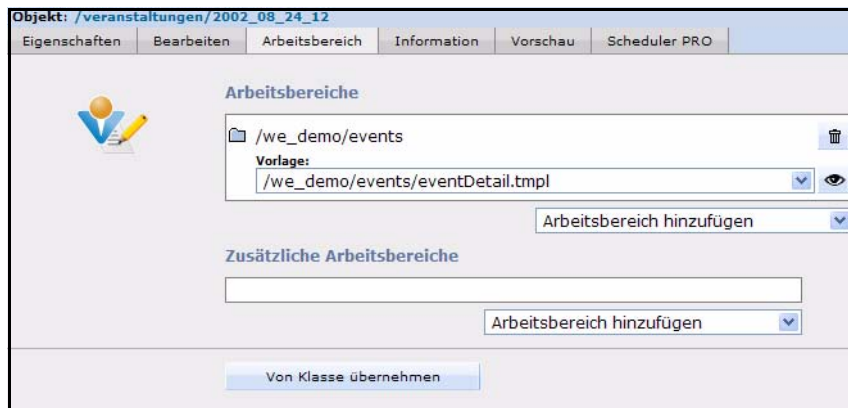 Objekt: /veranstaltungen/2002_08_24_12
Eigenschaften Bearbeiten Arbeitsbereich Information Vorschau Scheduler PRO
Arbeitsbereiche
/we_demo/events
Vorlage:
/we_demo/events/eventDetail.tmpl
Arbeitsbereich hinzufügen
Zusätzliche Arbeitsbereiche
Arbeitsbereich hinzufügen
Von Klasse übernehmen